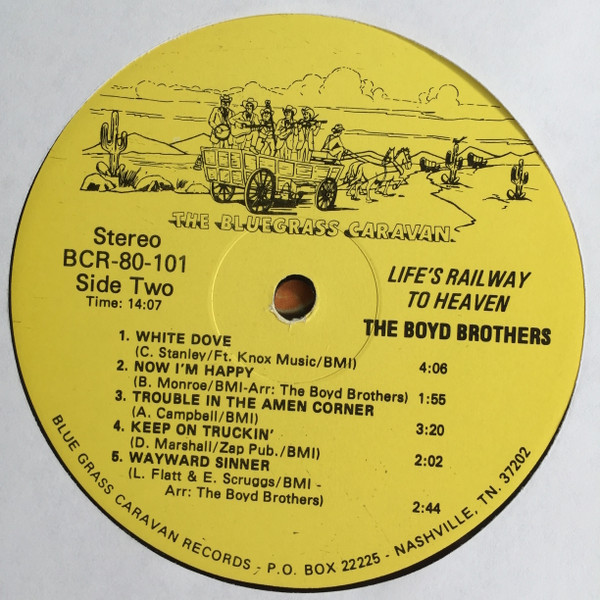 THE BLUEGRASS CARAVAN
Stereo
BCR-80-101
Side Two
Time: 14:07
LIFE'S RAILWAY
TO HEAVEN
THE BOYD BROTHERS
1. WHITE DOVE
(C. Stanley/Ft. Knox Music/BMI) 4:06
2. NOW I'M HAPPY
(B. Monroe/BMI-Arr: The Boyd Brothers) 1:55
3. TROUBLE IN THE AMEN CORNER
(A. Campbell/BMI) 3:20
4. KEEP ON TRUCKIN'
(D. Marshall/Zap Pub./BMI) 2:02
5. WAYWARD SINNER
(L. Flatt & E. Scruggs/BMI -
Arr: The Boyd Brothers) 2:44
BLUE GRASS CARAVAN RECORDS - P.O. BOX 22225 - NASHVILLE, TN. 37202